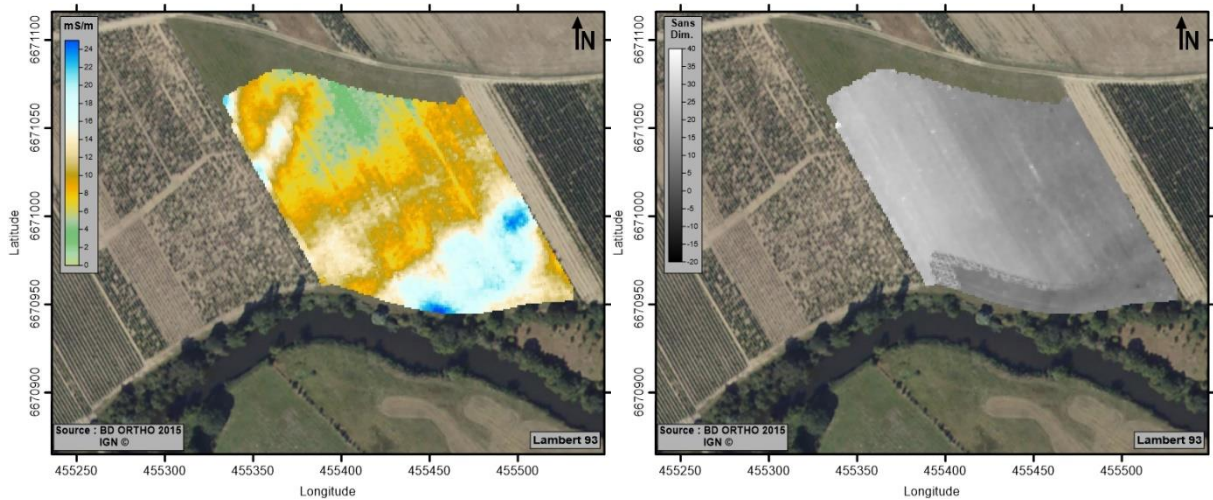 mS/m
24
22
20
18
16
14
12
10
8
6
4
2
0
N
6671100
6671050
6671000
6670950
6670900
Latitude
Source : BD ORTHO 2015
IGN ©
Lambert 93
455250 455300 455350 455400 455450 455500
Longitude
Sans
Dim.
40
35
30
25
20
15
10
5
0
-5
-10
-15
-20
N
6671100
6671050
6671000
6670950
6670900
Latitude
Source : BD ORTHO 2015
IGN ©
Lambert 93
455250 455300 455350 455400 455450 455500
Longitude